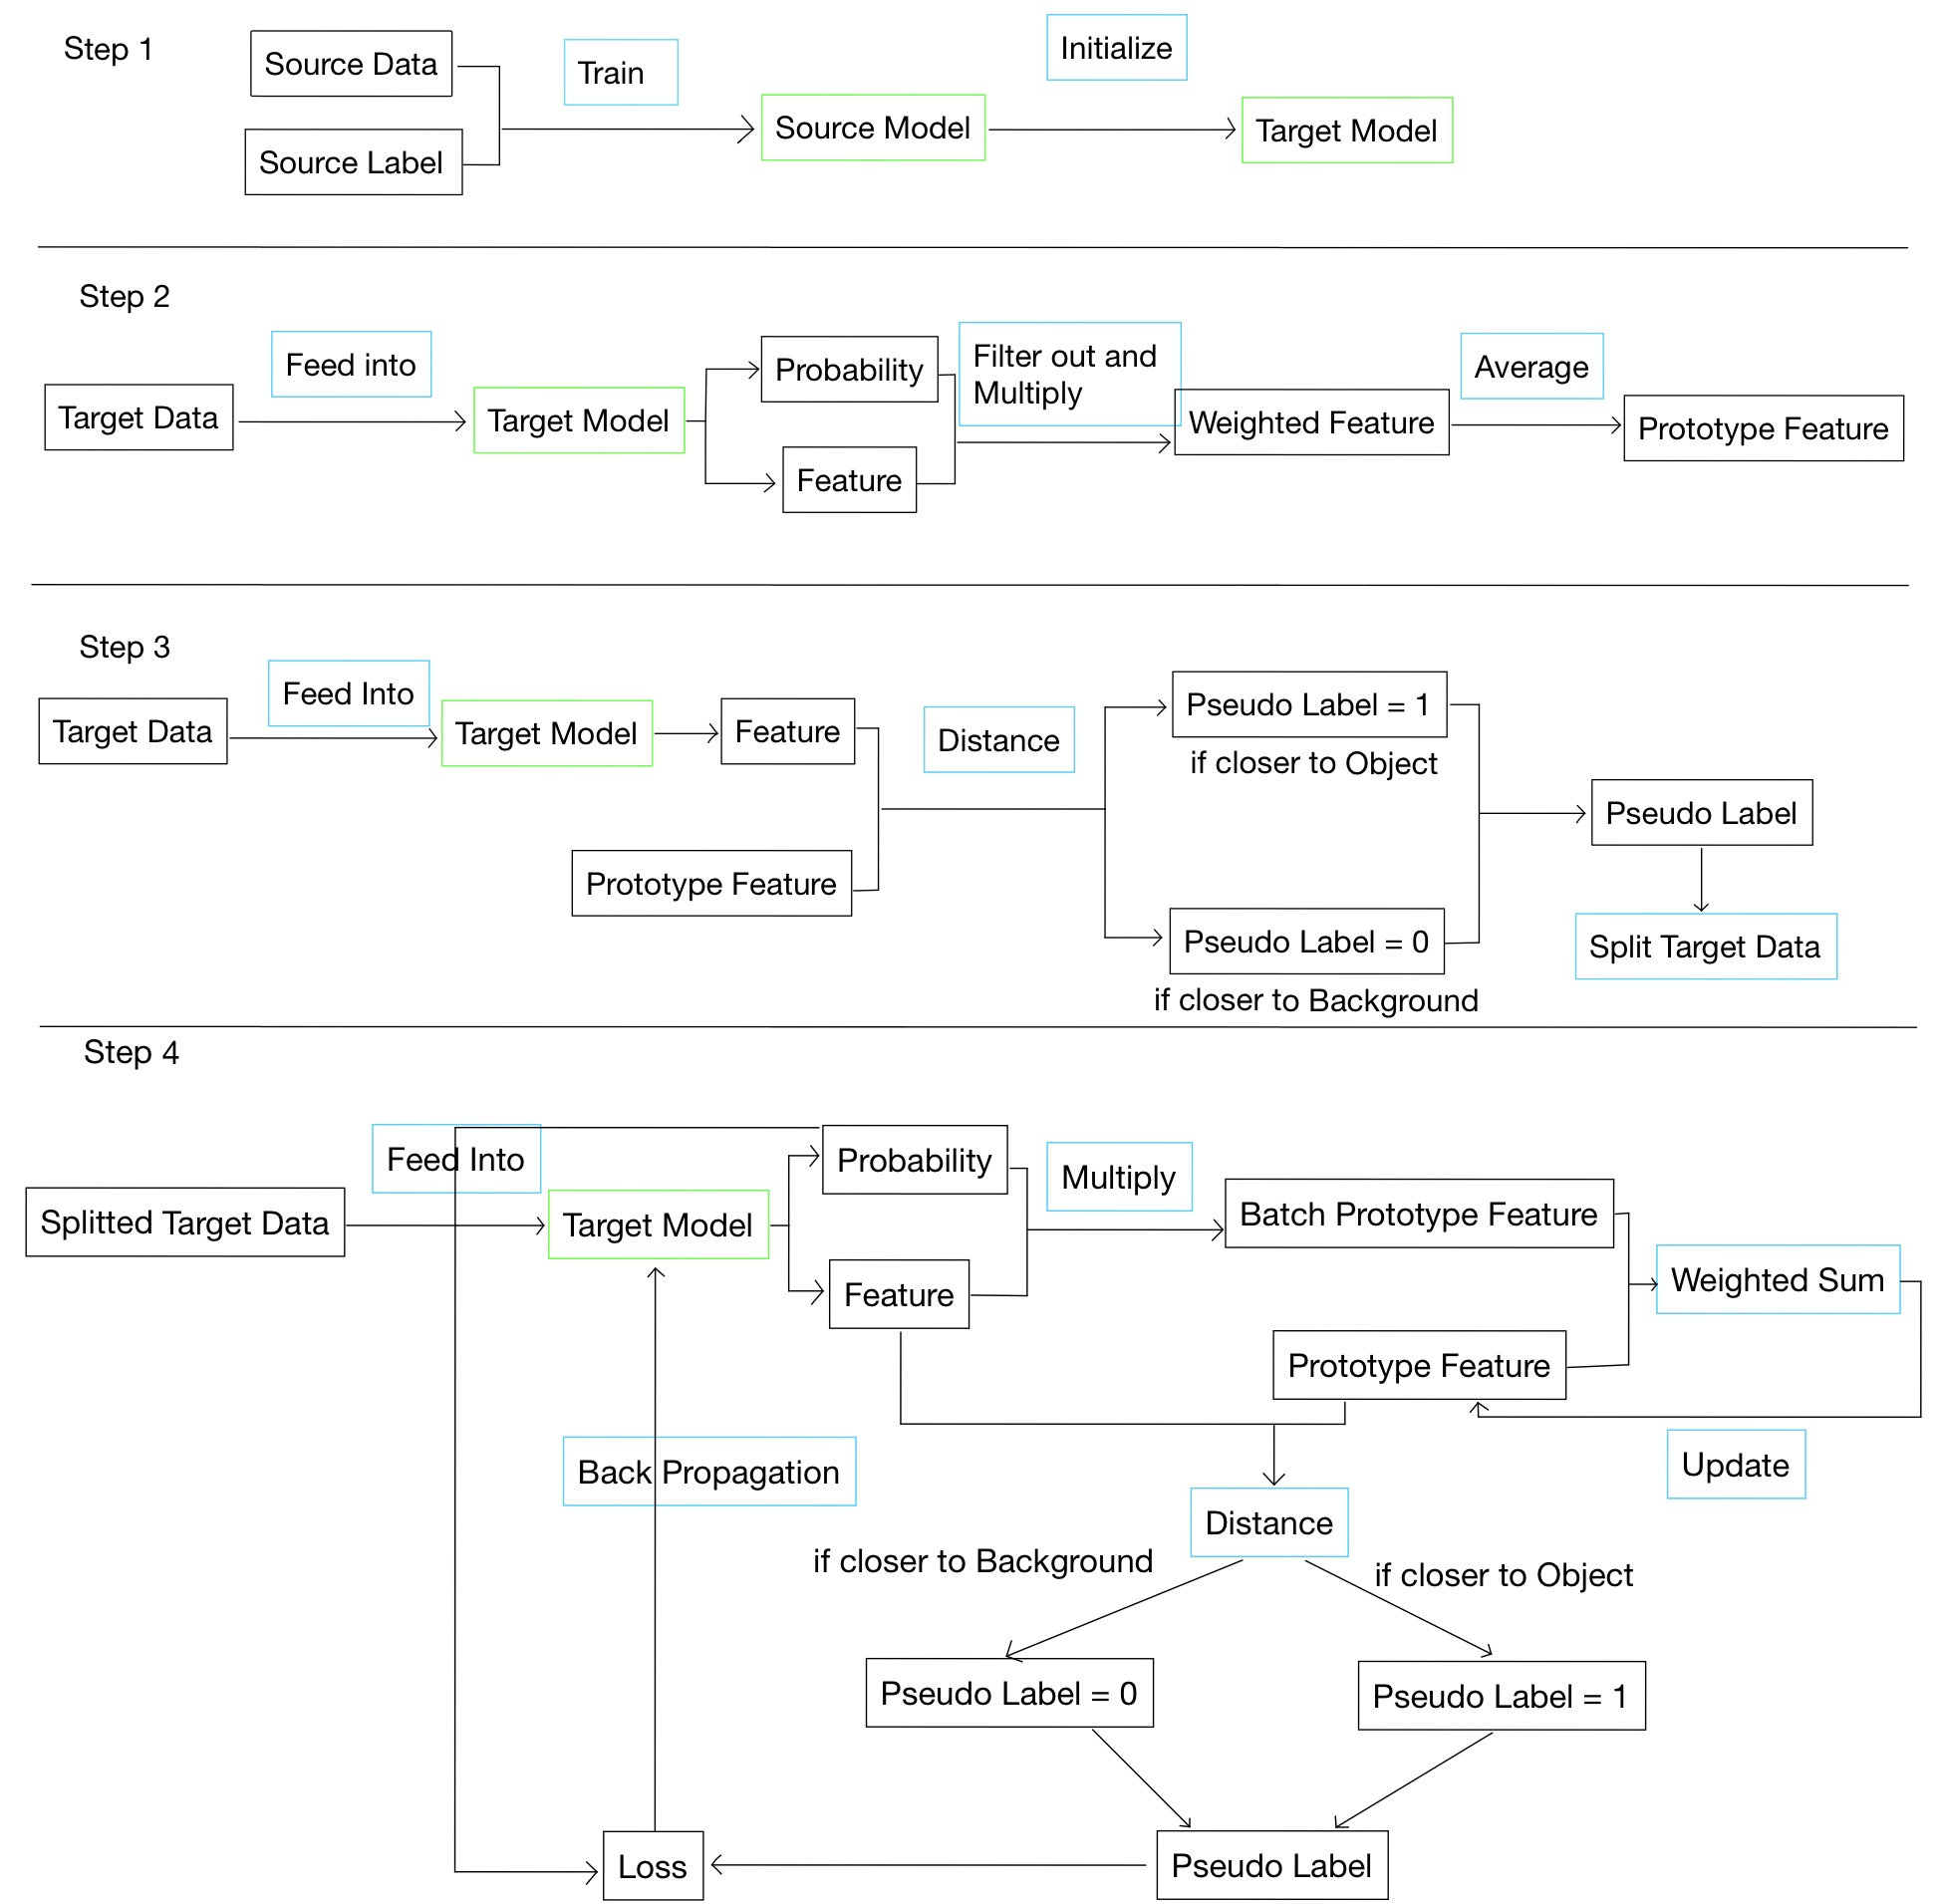 Step 1
Source Data
Train
Initialize
Source Model
Target Model
Source Label
Step 2
Feed into
Probability
Filter out and
Multiply
Average
Target Data
Target Model
Weighted Feature
Prototype Feature
Feature
Step 3
Feed Into
Target Data
Target Model
Feature
Distance
Pseudo Label = 1
if closer to Object
Pseudo Label
Prototype Feature
Pseudo Label = 0
if closer to Background
Split Target Data
Step 4
Feed Into
Probability
Multiply
Splitted Target Data
Target Model
Batch Prototype Feature
Feature
Weighted Sum
Prototype Feature
Back Propagation
Update
Distance
if closer to Background
if closer to Object
Pseudo Label = 0
Pseudo Label = 1
Loss
Pseudo Label